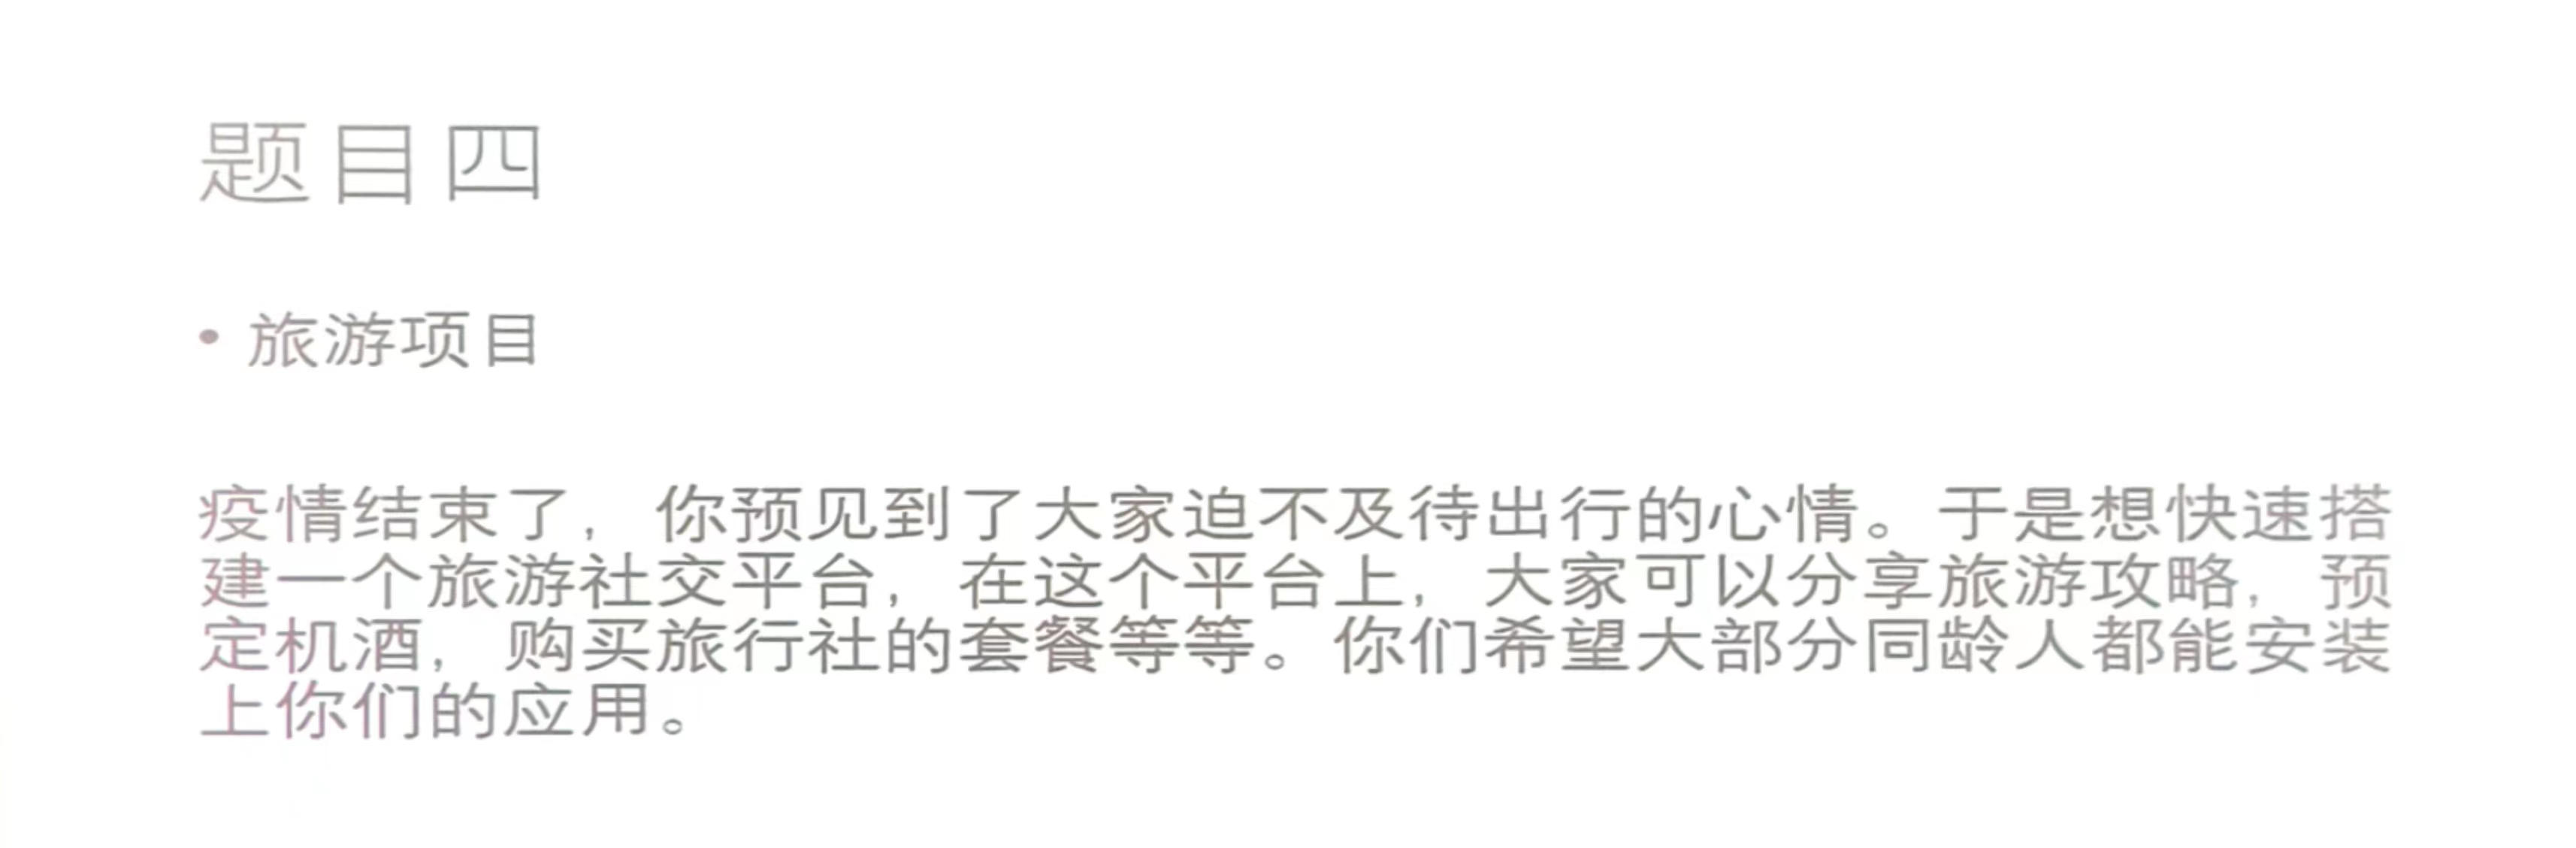 题目四
• 旅游项目
疫情结束了，你预见到了大家迫不及待出行的心情。于是想快速搭
建一个旅游社交平台，在这个平台上，大家可以分享旅游攻略，预
定机酒，购买旅行社的套餐等等。你们希望大部分同龄人都能安装
上你们的应用。